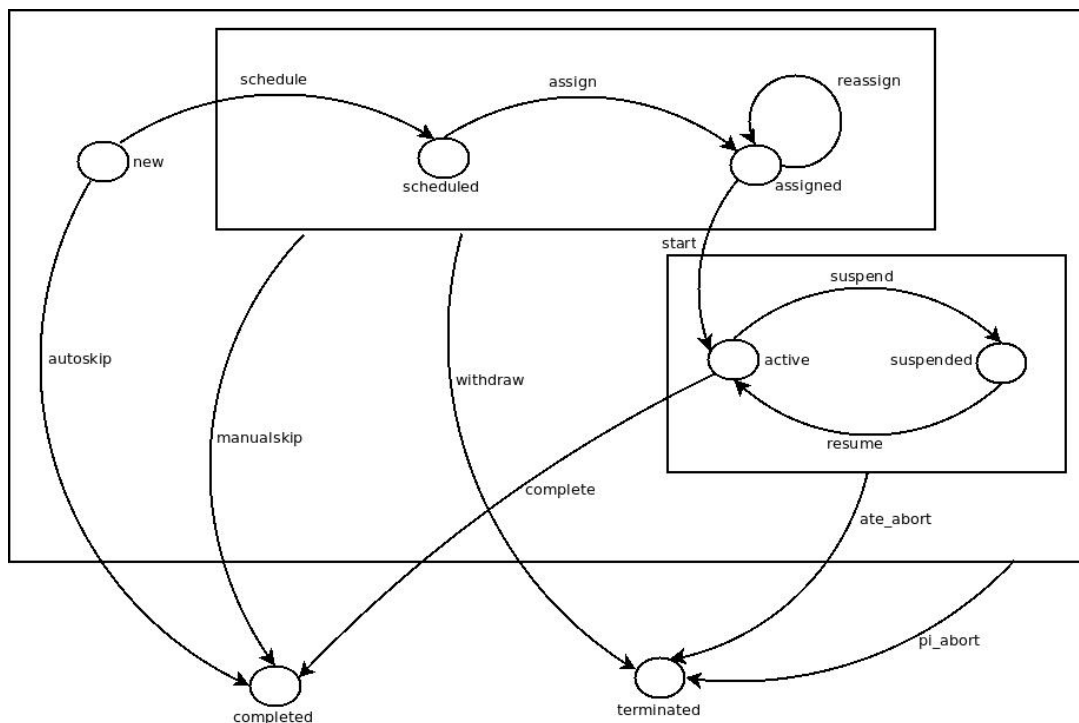 schedule
assign
reassign
new
scheduled
assigned
start
suspend
autoskip
active
suspended
withdraw
manualskip
resume
complete
ate_abort
pi_abort
completed
terminated